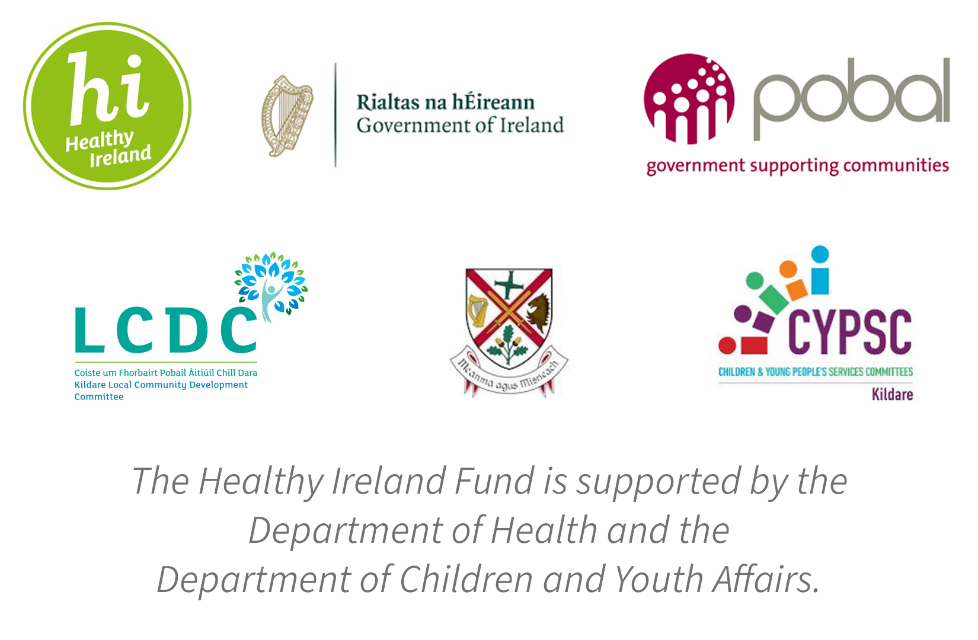 hi
Healthy
Ireland
Rialtas na hÉireann
Government of Ireland
pobal
government supporting communities
LCDC
Coiste um Fhorbairt Pobail Áitiúil Chill Dara
Kildare Local Community Development
Committee
Meanma agus Misneach
CYPSC
CHILDREN & YOUNG PEOPLE'S SERVICES COMMITTEES
Kildare
The Healthy Ireland Fund is supported by the
Department of Health and the
Department of Children and Youth Affairs.